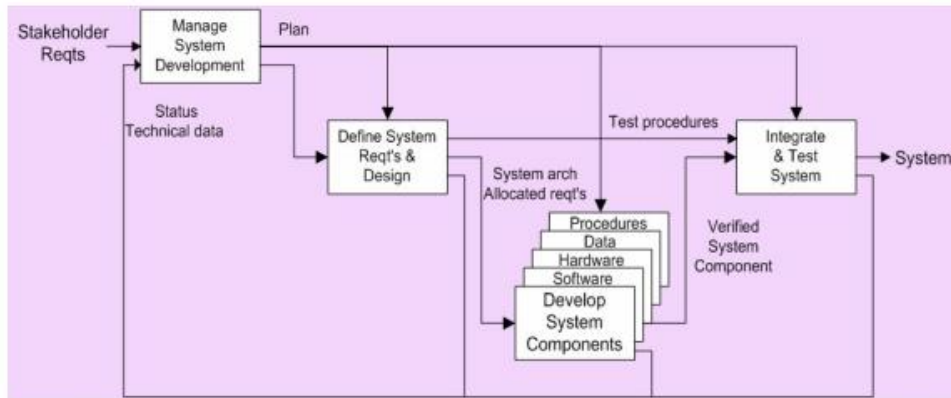 Stakeholder
Reqts
Manage
System
Development
Plan
Status
Technical data
Define System
Reqt's &
Design
Test procedures
Integrate
& Test
System
System
System arch
Allocated reqt's
Procedures
Data
Hardware
Software
Develop
System
Components
Verified
System
Component